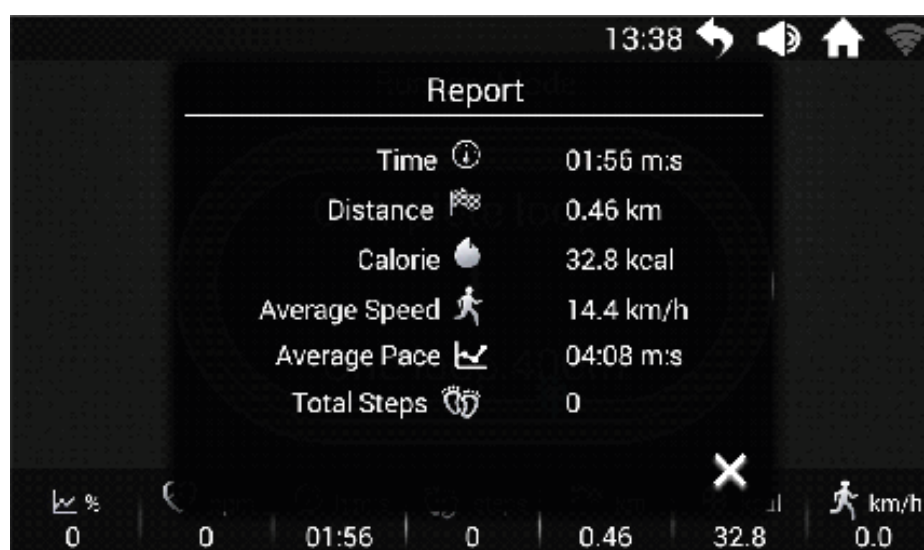 13:38
Report
Time 01:56 m:s
Distance 0.46 km
Calorie 32.8 kcal
Average Speed 14.4 km/h
Average Pace 04:08 m:s
Total Steps 0
% km/h
0 0 01:56 0 0.46 32.8 0.0